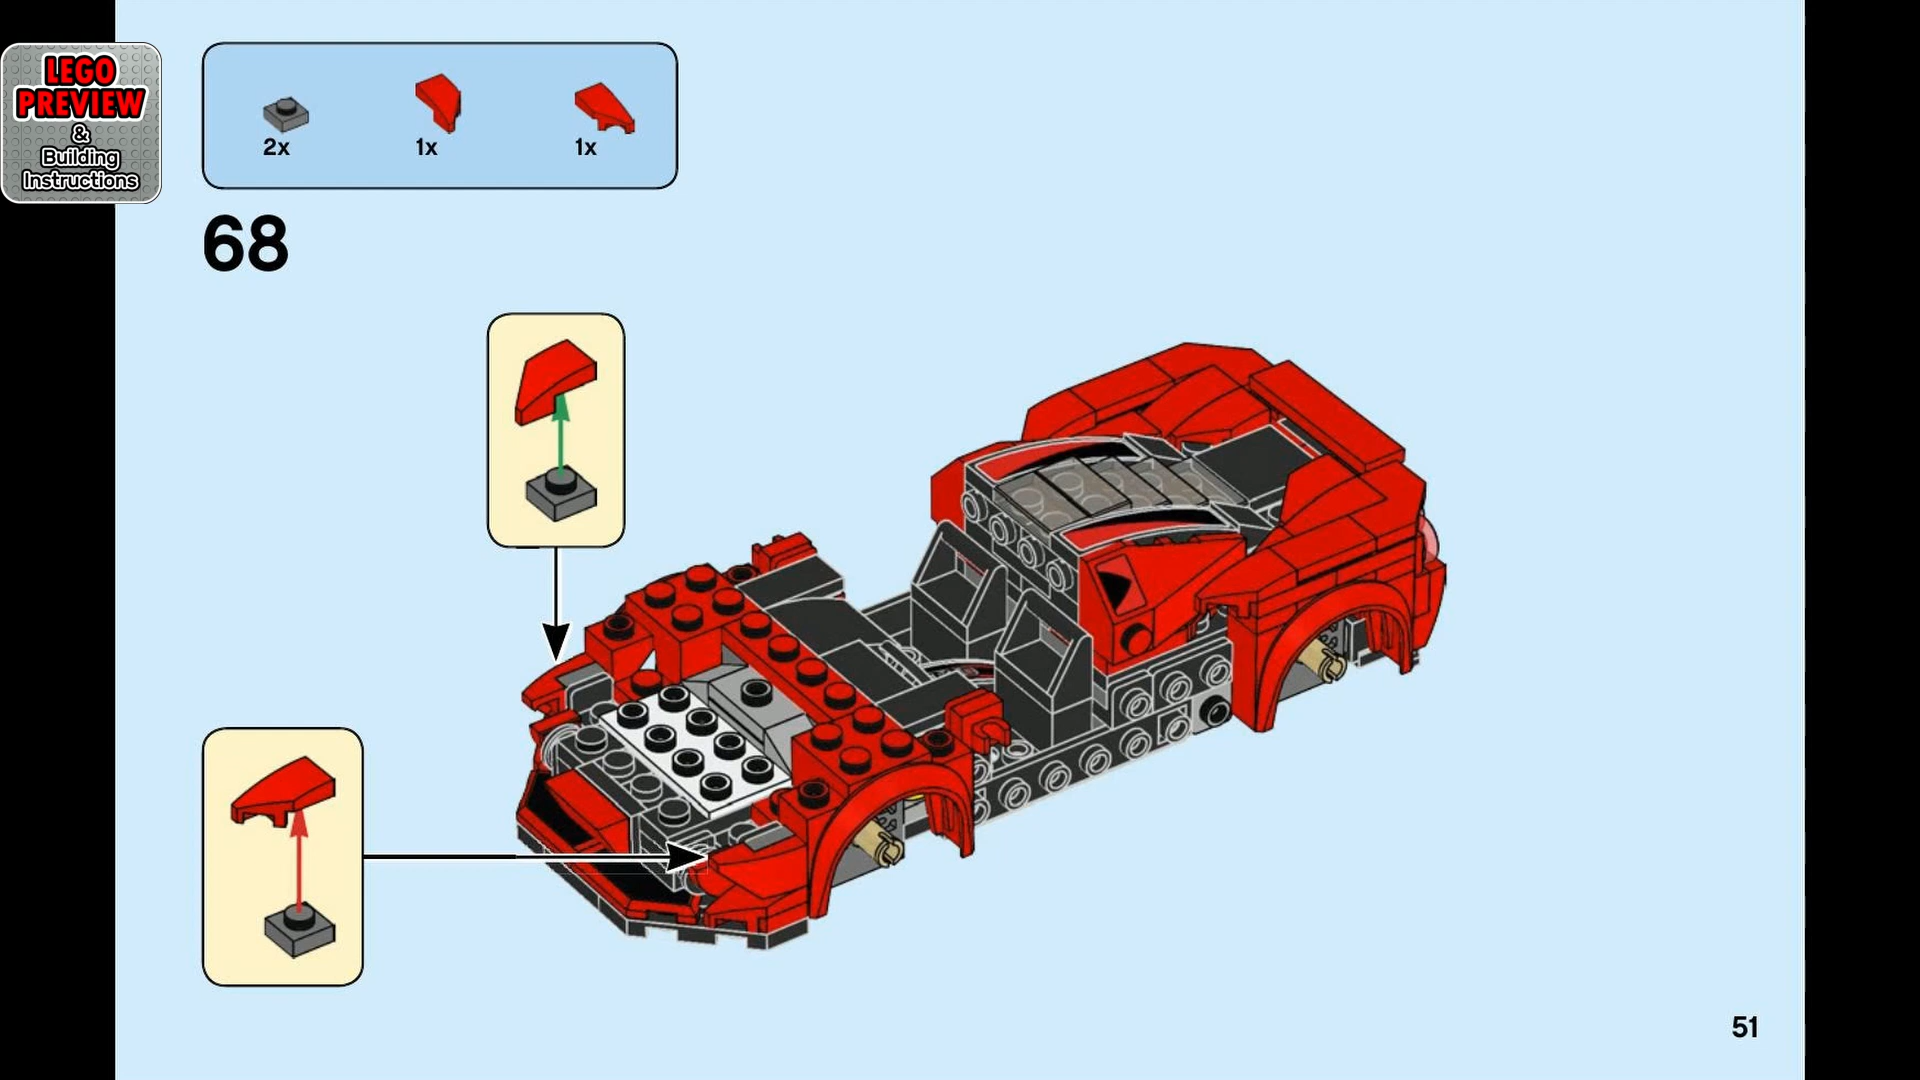 LEGO
PREVIEW
&
Building
Instructions
2x
1x
1x
68
51